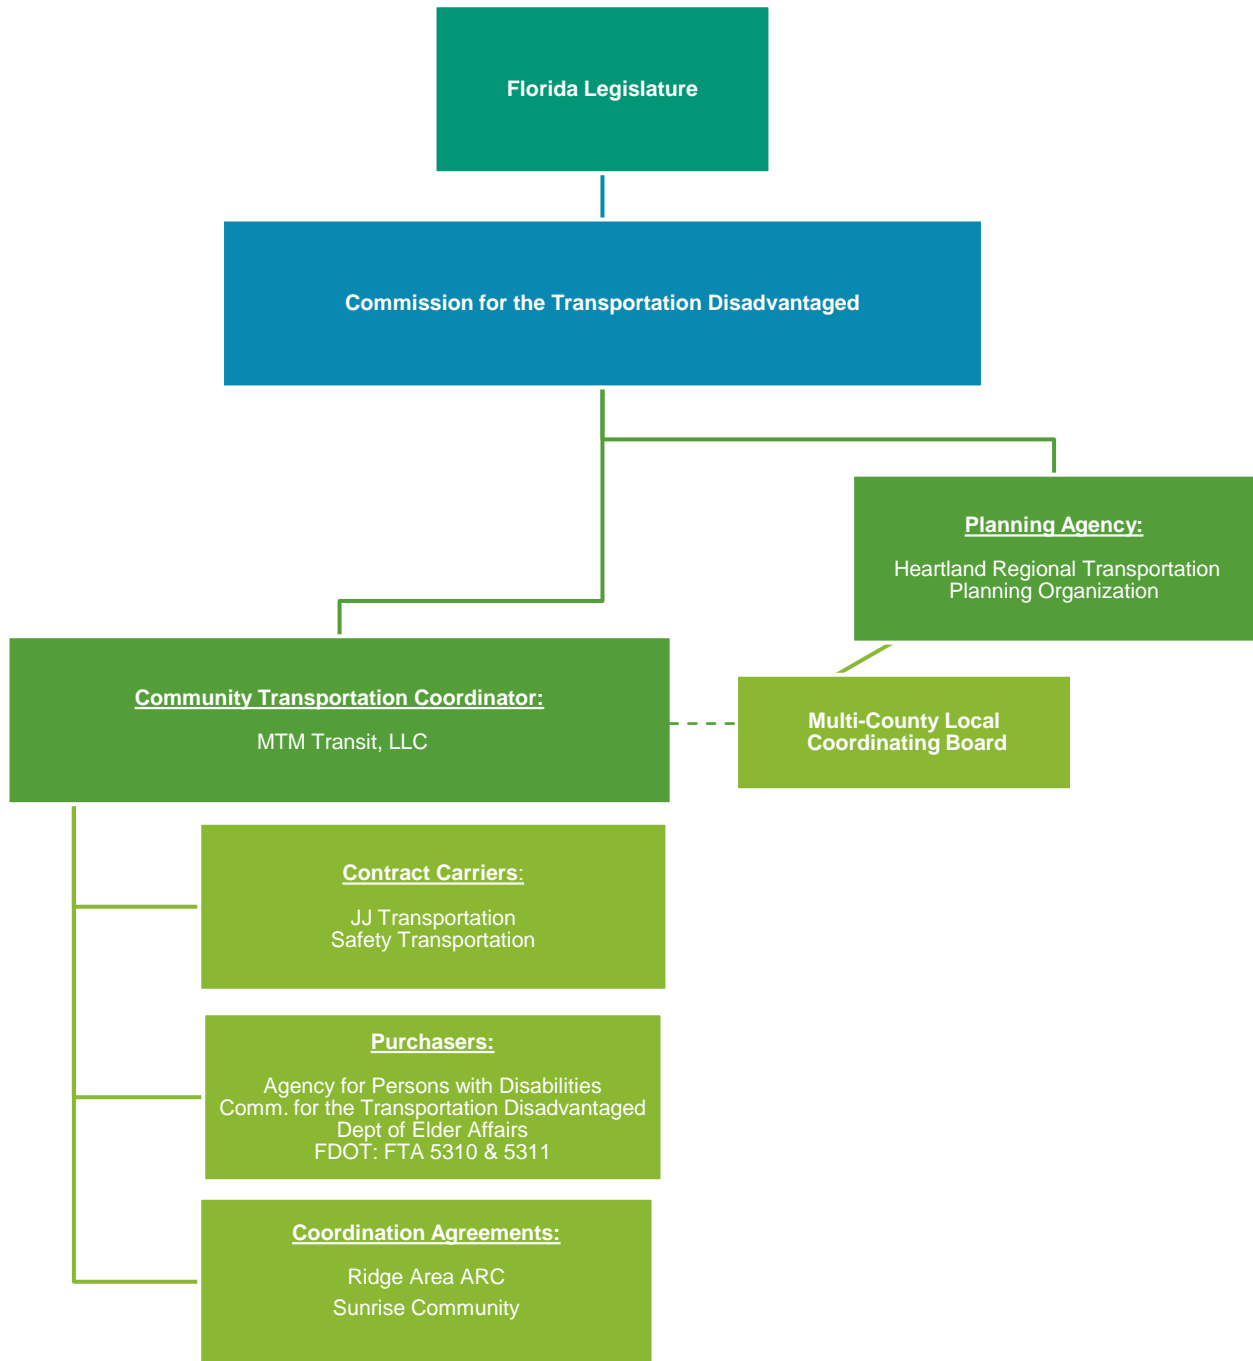 Florida Legislature
Commission for the Transportation Disadvantaged
Planning Agency:
Heartland Regional Transportation
Planning Organization
Community Transportation Coordinator:
MTM Transit, LLC
Multi-County Local
Coordinating Board
Contract Carriers:
JJ Transportation
Safety Transportation
Purchasers:
Agency for Persons with Disabilities
Comm. for the Transportation Disadvantaged
Dept of Elder Affairs
FDOT: FTA 5310 & 5311
Coordination Agreements:
Ridge Area ARC
Sunrise Community